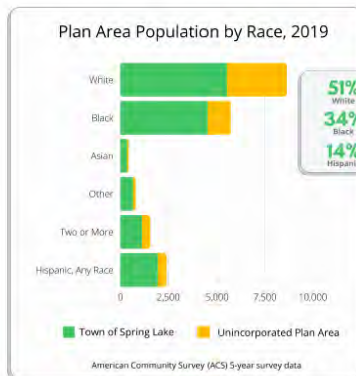 Plan Area Population by Race, 2019
White
Black
Asian
Other
Two or More
Hispanic, Any Race
0
2,500
5,000
7,500
10,000
51%
White
34%
Black
14%
Hispanic
Town of Spring Lake
Unincorporated Plan Area
American Community Survey (ACS) 5-year survey data